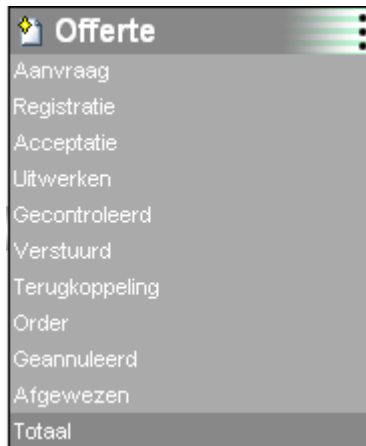 Offerte
Aanvraag
Registratie
Acceptatie
Uitwerken
Gecontroleerd
Verstuurd
Terugkoppeling
Order
Geannuleerd
Afgewezen
Totaal